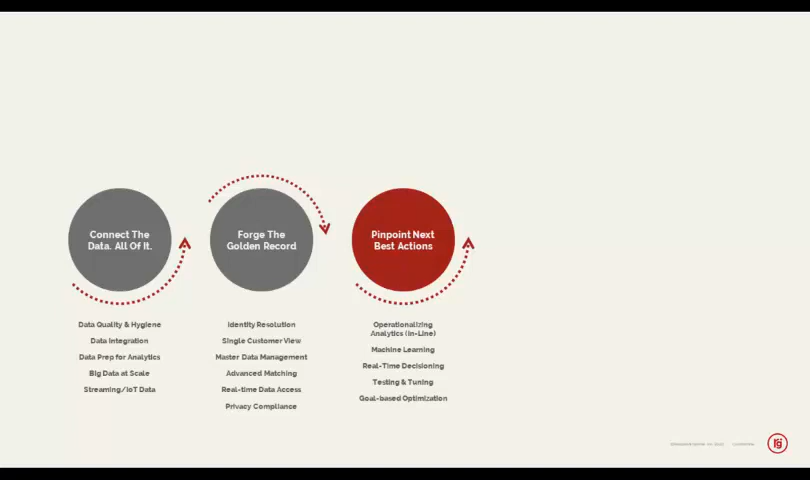 Connect The
Data. All Of It.
Forge The
Golden Record
Pinpoint Next
Best Actions
Data Quality & Hygiene
Data Integration
Data Prep for Analytics
Big Data at Scale
Streaming/IoT Data
Identity Resolution
Single Customer View
Master Data Management
Advanced Matching
Real-time Data Access
Privacy Compliance
Operationalizing
Analytics (In-Line)
Machine Learning
Real-Time Decisioning
Testing & Tuning
Goal-based Optimization
rg